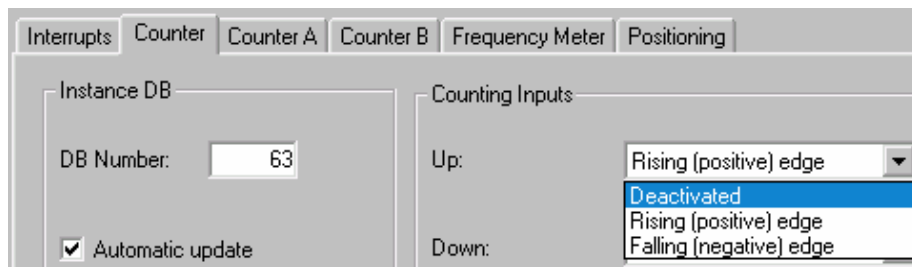 Interrupts Counter Counter A Counter B Frequency Meter Positioning
Instance DB
DB Number: 63
Automatic update
Counting Inputs
Up: Rising (positive) edge
Deactivated
Rising (positive) edge
Falling (negative) edge
Down: